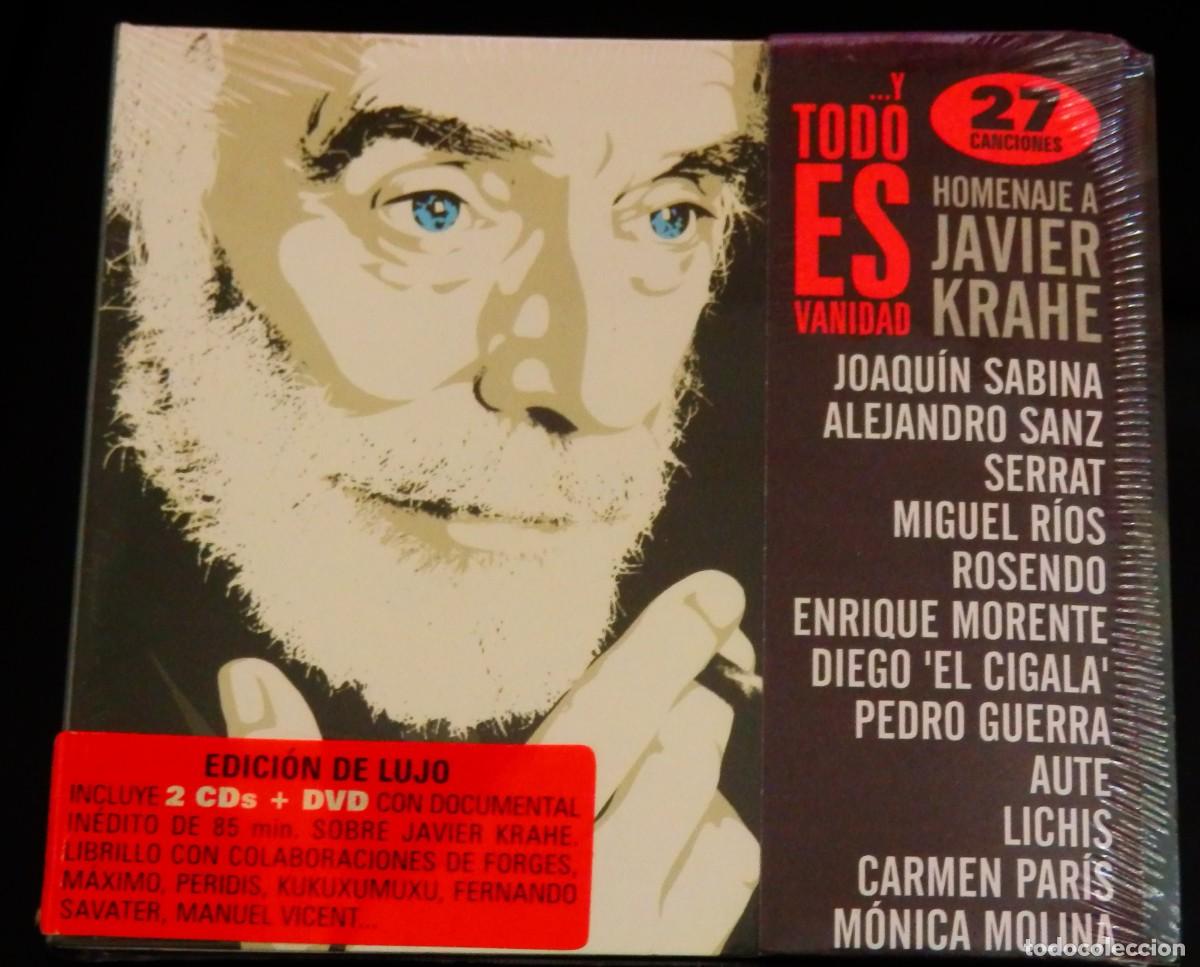 ...Y
TODO
ES
VANIDAD
27
CANCIONES
HOMENAJE A
JAVIER
KRAHE
JOAQUÍN SABINA
ALEJANDRO SANZ
SERRAT
MIGUEL RÍOS
ROSENDO
ENRIQUE MORENTE
DIEGO 'EL CIGALA'
PEDRO GUERRA
AUTE
LICHIS
CARMEN PARÍS
MÓNICA MOLINA
EDICIÓN DE LUJO
INCLUYE 2 CDs + DVD CON DOCUMENTAL
INÉDITO DE 85 min. SOBRE JAVIER KRAHE.
LIBRILLO CON COLABORACIONES DE FORGES,
MÁXIMO, PERIDIS, KUKUXUMUXU, FERNANDO
SAVATER, MANUEL VICENT...
todocoleccion